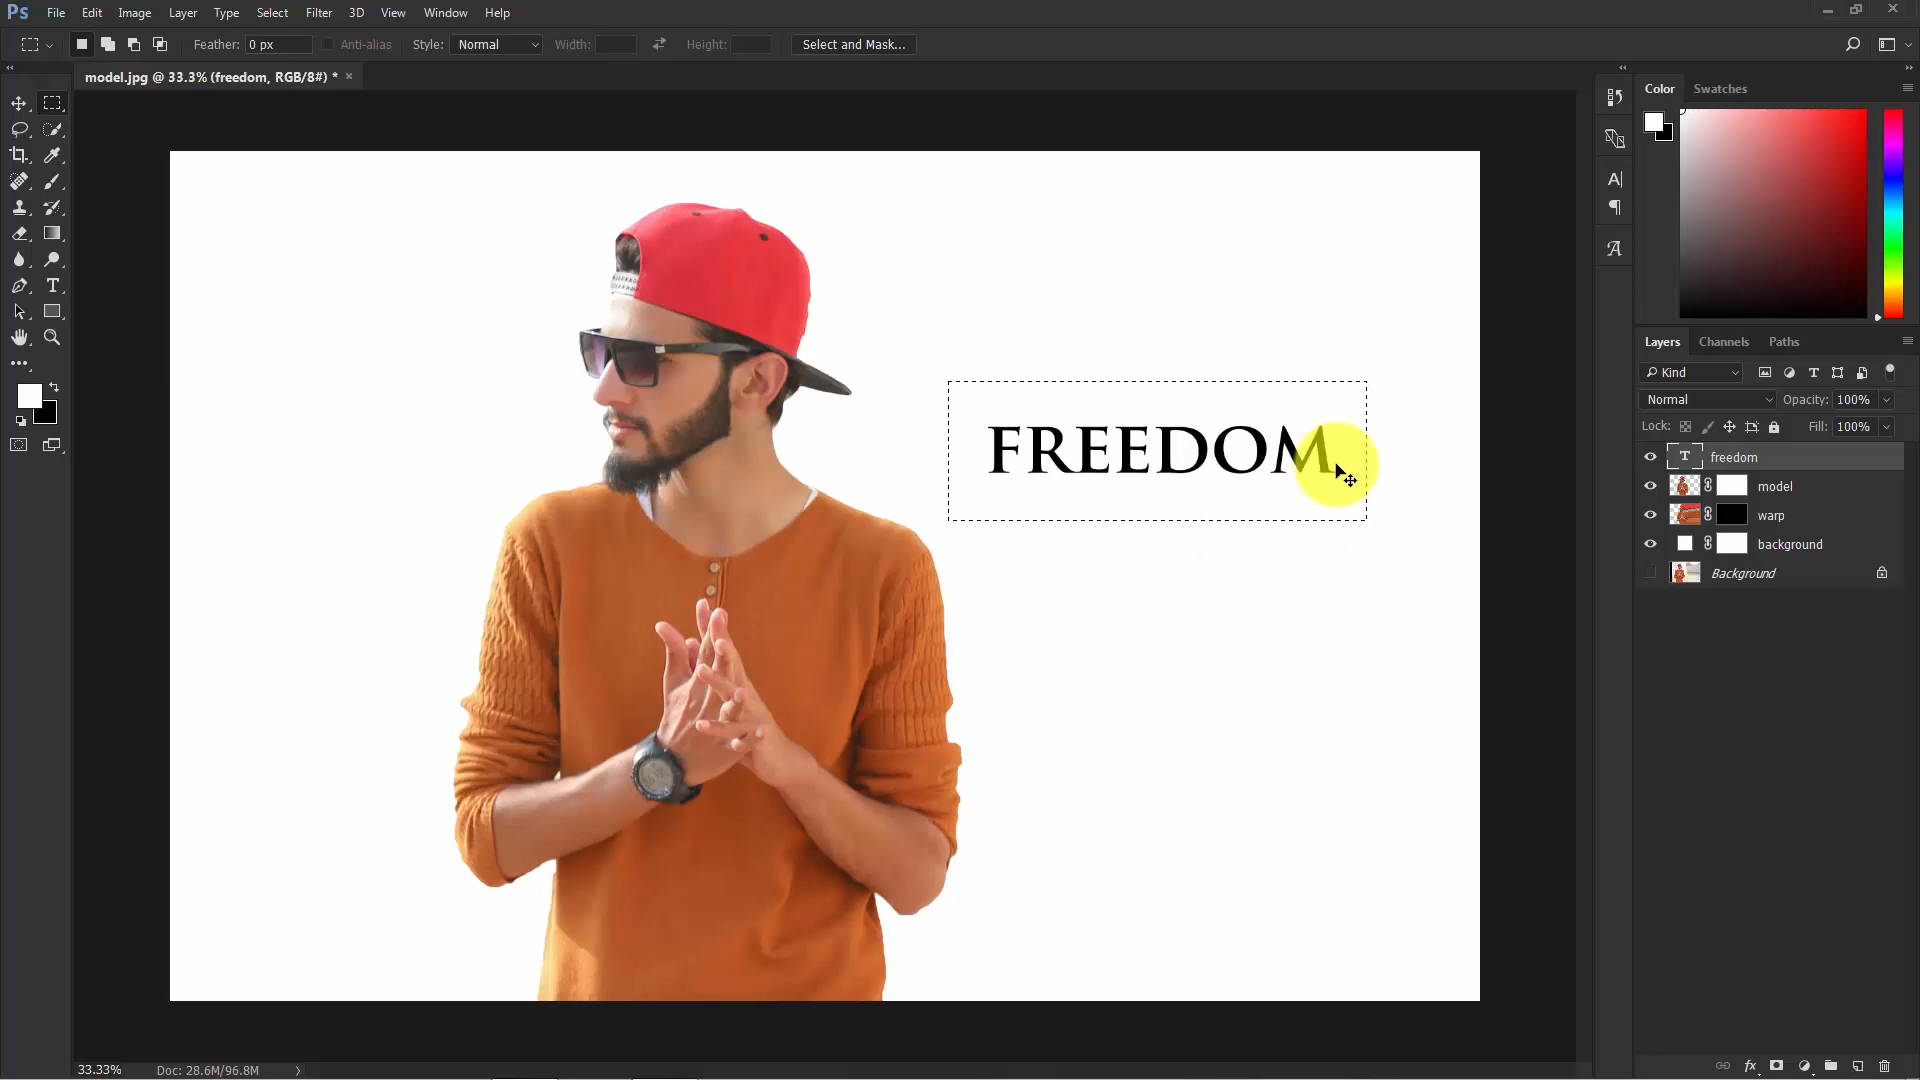 Ps File Edit Image Layer Type Select Filter 3D View Window Help
Feather: 0 px Anti-alias Style: Normal Width: Height: Select and Mask...
model.jpg @ 33.3% (freedom, RGB/8#) * ×
Color Swatches
FREEDOM
Layers Channels Paths
Kind
Normal Opacity: 100%
Lock: Fill: 100%
freedom
model
warp
background
Background
33.33% Doc: 28.6M/96.8M